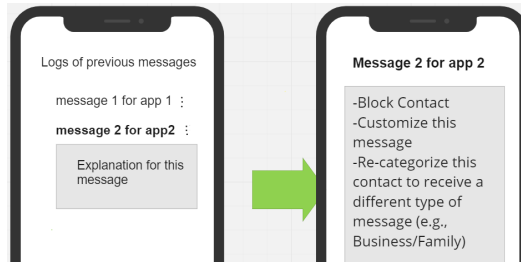 Logs of previous messages
message 1 for app 1 ⋮
message 2 for app2 ⋮
Explanation for this
message
Message 2 for app 2
-Block Contact
-Customize this
message
-Re-categorize this
contact to receive a
different type of
message (e.g.,
Business/Family)